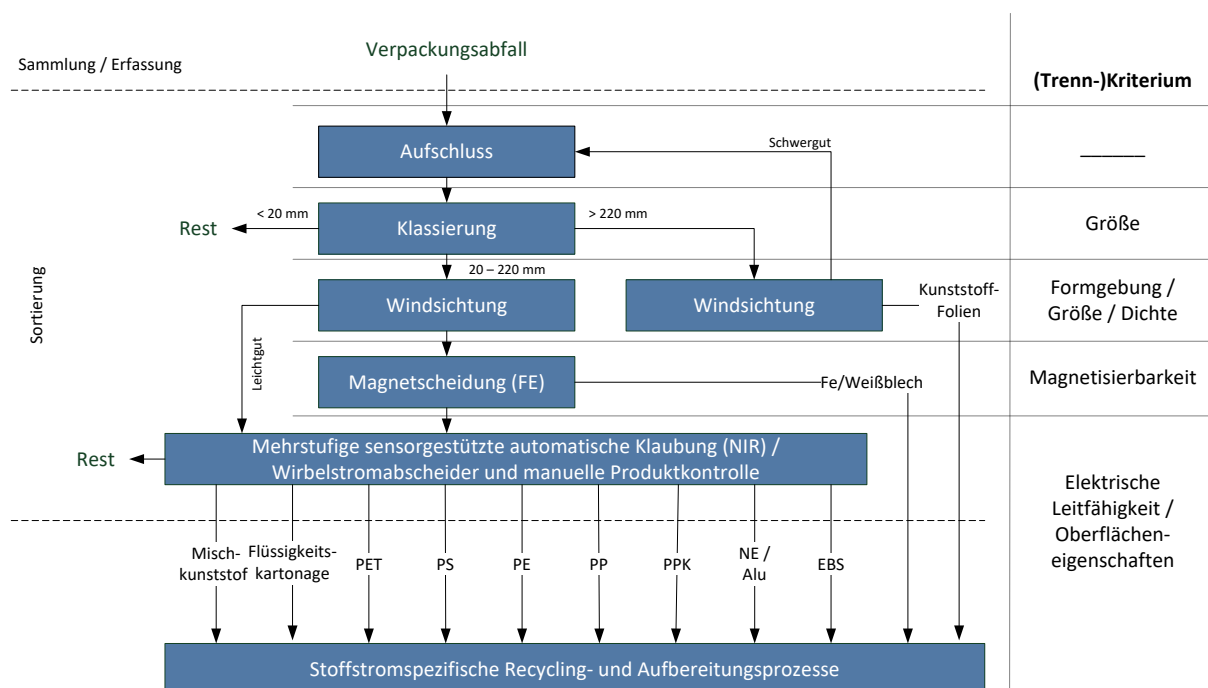 Verpackungsabfall
Sammlung / Erfassung
(Trenn-)Kriterium
Aufschluss
Schwergut
Rest
< 20 mm
Klassierung
> 220 mm
Größe
20 – 220 mm
Windsichtung
Windsichtung
Kunststoff-
Folien
Formgebung /
Größe / Dichte
Sortierung
Leichtgut
Magnetscheidung (FE)
Fe/Weißblech
Magnetisierbarkeit
Rest
Mehrstufige sensorgestützte automatische Klaubung (NIR) /
Wirbelstromabscheider und manuelle Produktkontrolle
Elektrische
Leitfähigkeit /
Oberflächen-
eigenschaften
Misch-
kunststof
Flüssigkeits-
kartonage
PET
PS
PE
PP
PPK
NE /
Alu
EBS
Stoffstromspezifische Recycling- und Aufbereitungsprozesse